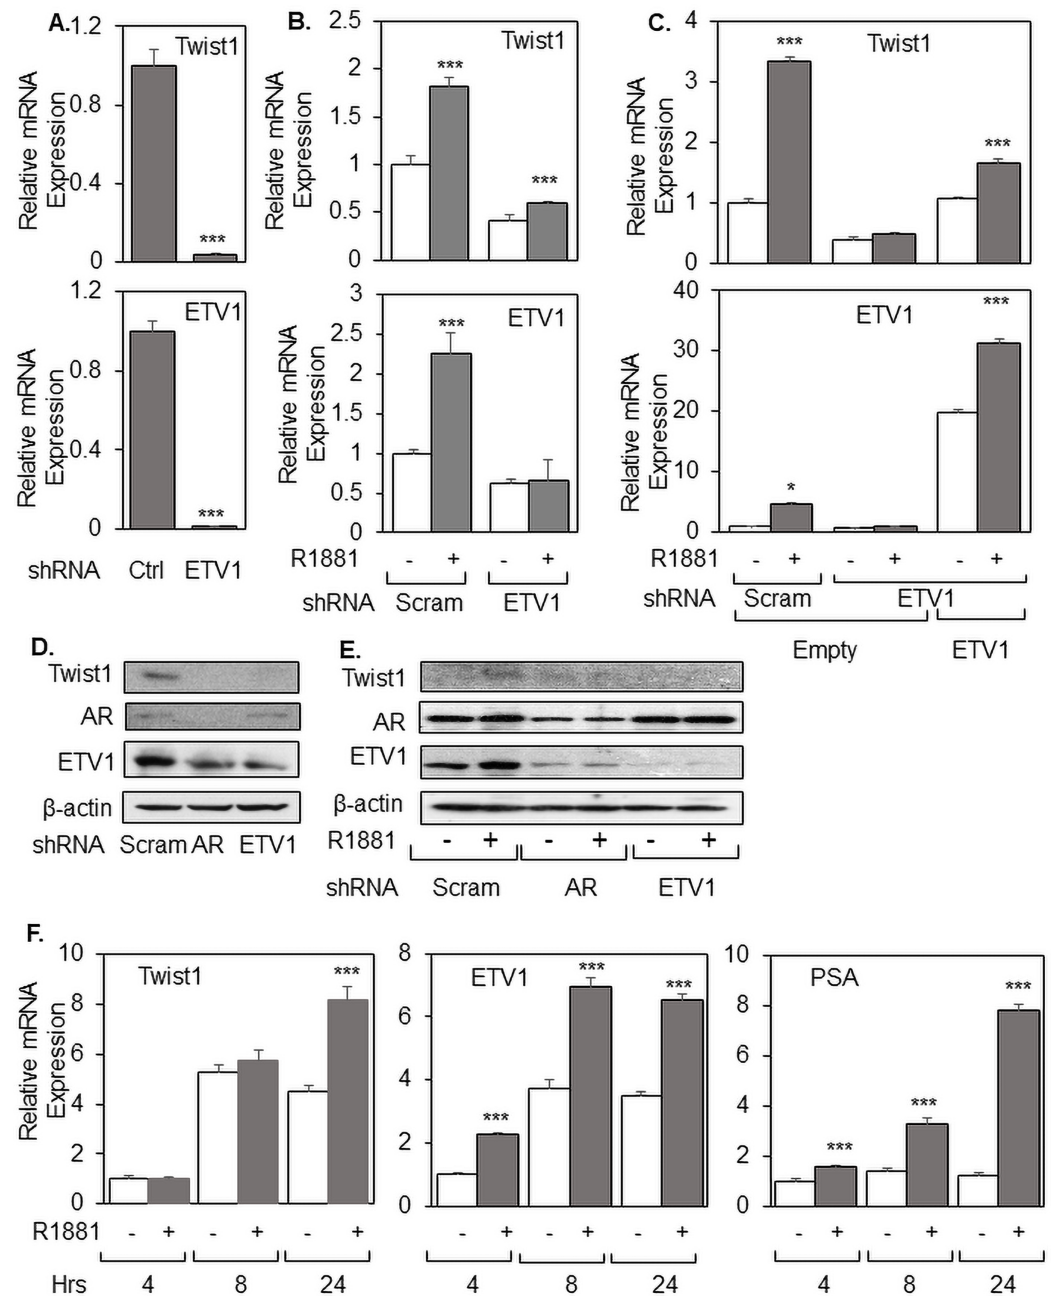 A.
1.2
0.8
0.4
0
Twist1
***
Relative mRNA
Expression
1.2
0.8
0.4
0
ETV1
***
Relative mRNA
Expression
shRNA Ctrl ETV1
B.
2.5
2
1.5
1
0.5
0
Twist1
***
***
Relative mRNA
Expression
3
2.5
2
1.5
1
0.5
0
ETV1
***
Relative mRNA
Expression
R1881 - + - +
shRNA Scram ETV1
C.
4
3
2
1
0
Twist1
***
***
Relative mRNA
Expression
40
30
20
10
0
ETV1
*
***
Relative mRNA
Expression
R1881 - + - + - +
shRNA Scram ETV1
Empty ETV1
D.
Twist1
AR
ETV1
β-actin
shRNA Scram AR ETV1
E.
Twist1
AR
ETV1
β-actin
R1881 - + - + - +
shRNA Scram AR ETV1
F.
10
8
6
4
2
0
Twist1
***
Relative mRNA
Expression
R1881 - + - + - +
Hrs 4 8 24
8
6
4
2
0
ETV1
***
***
***
- + - + - +
4 8 24
10
8
6
4
2
0
PSA
***
***
***
- + - + - +
4 8 24